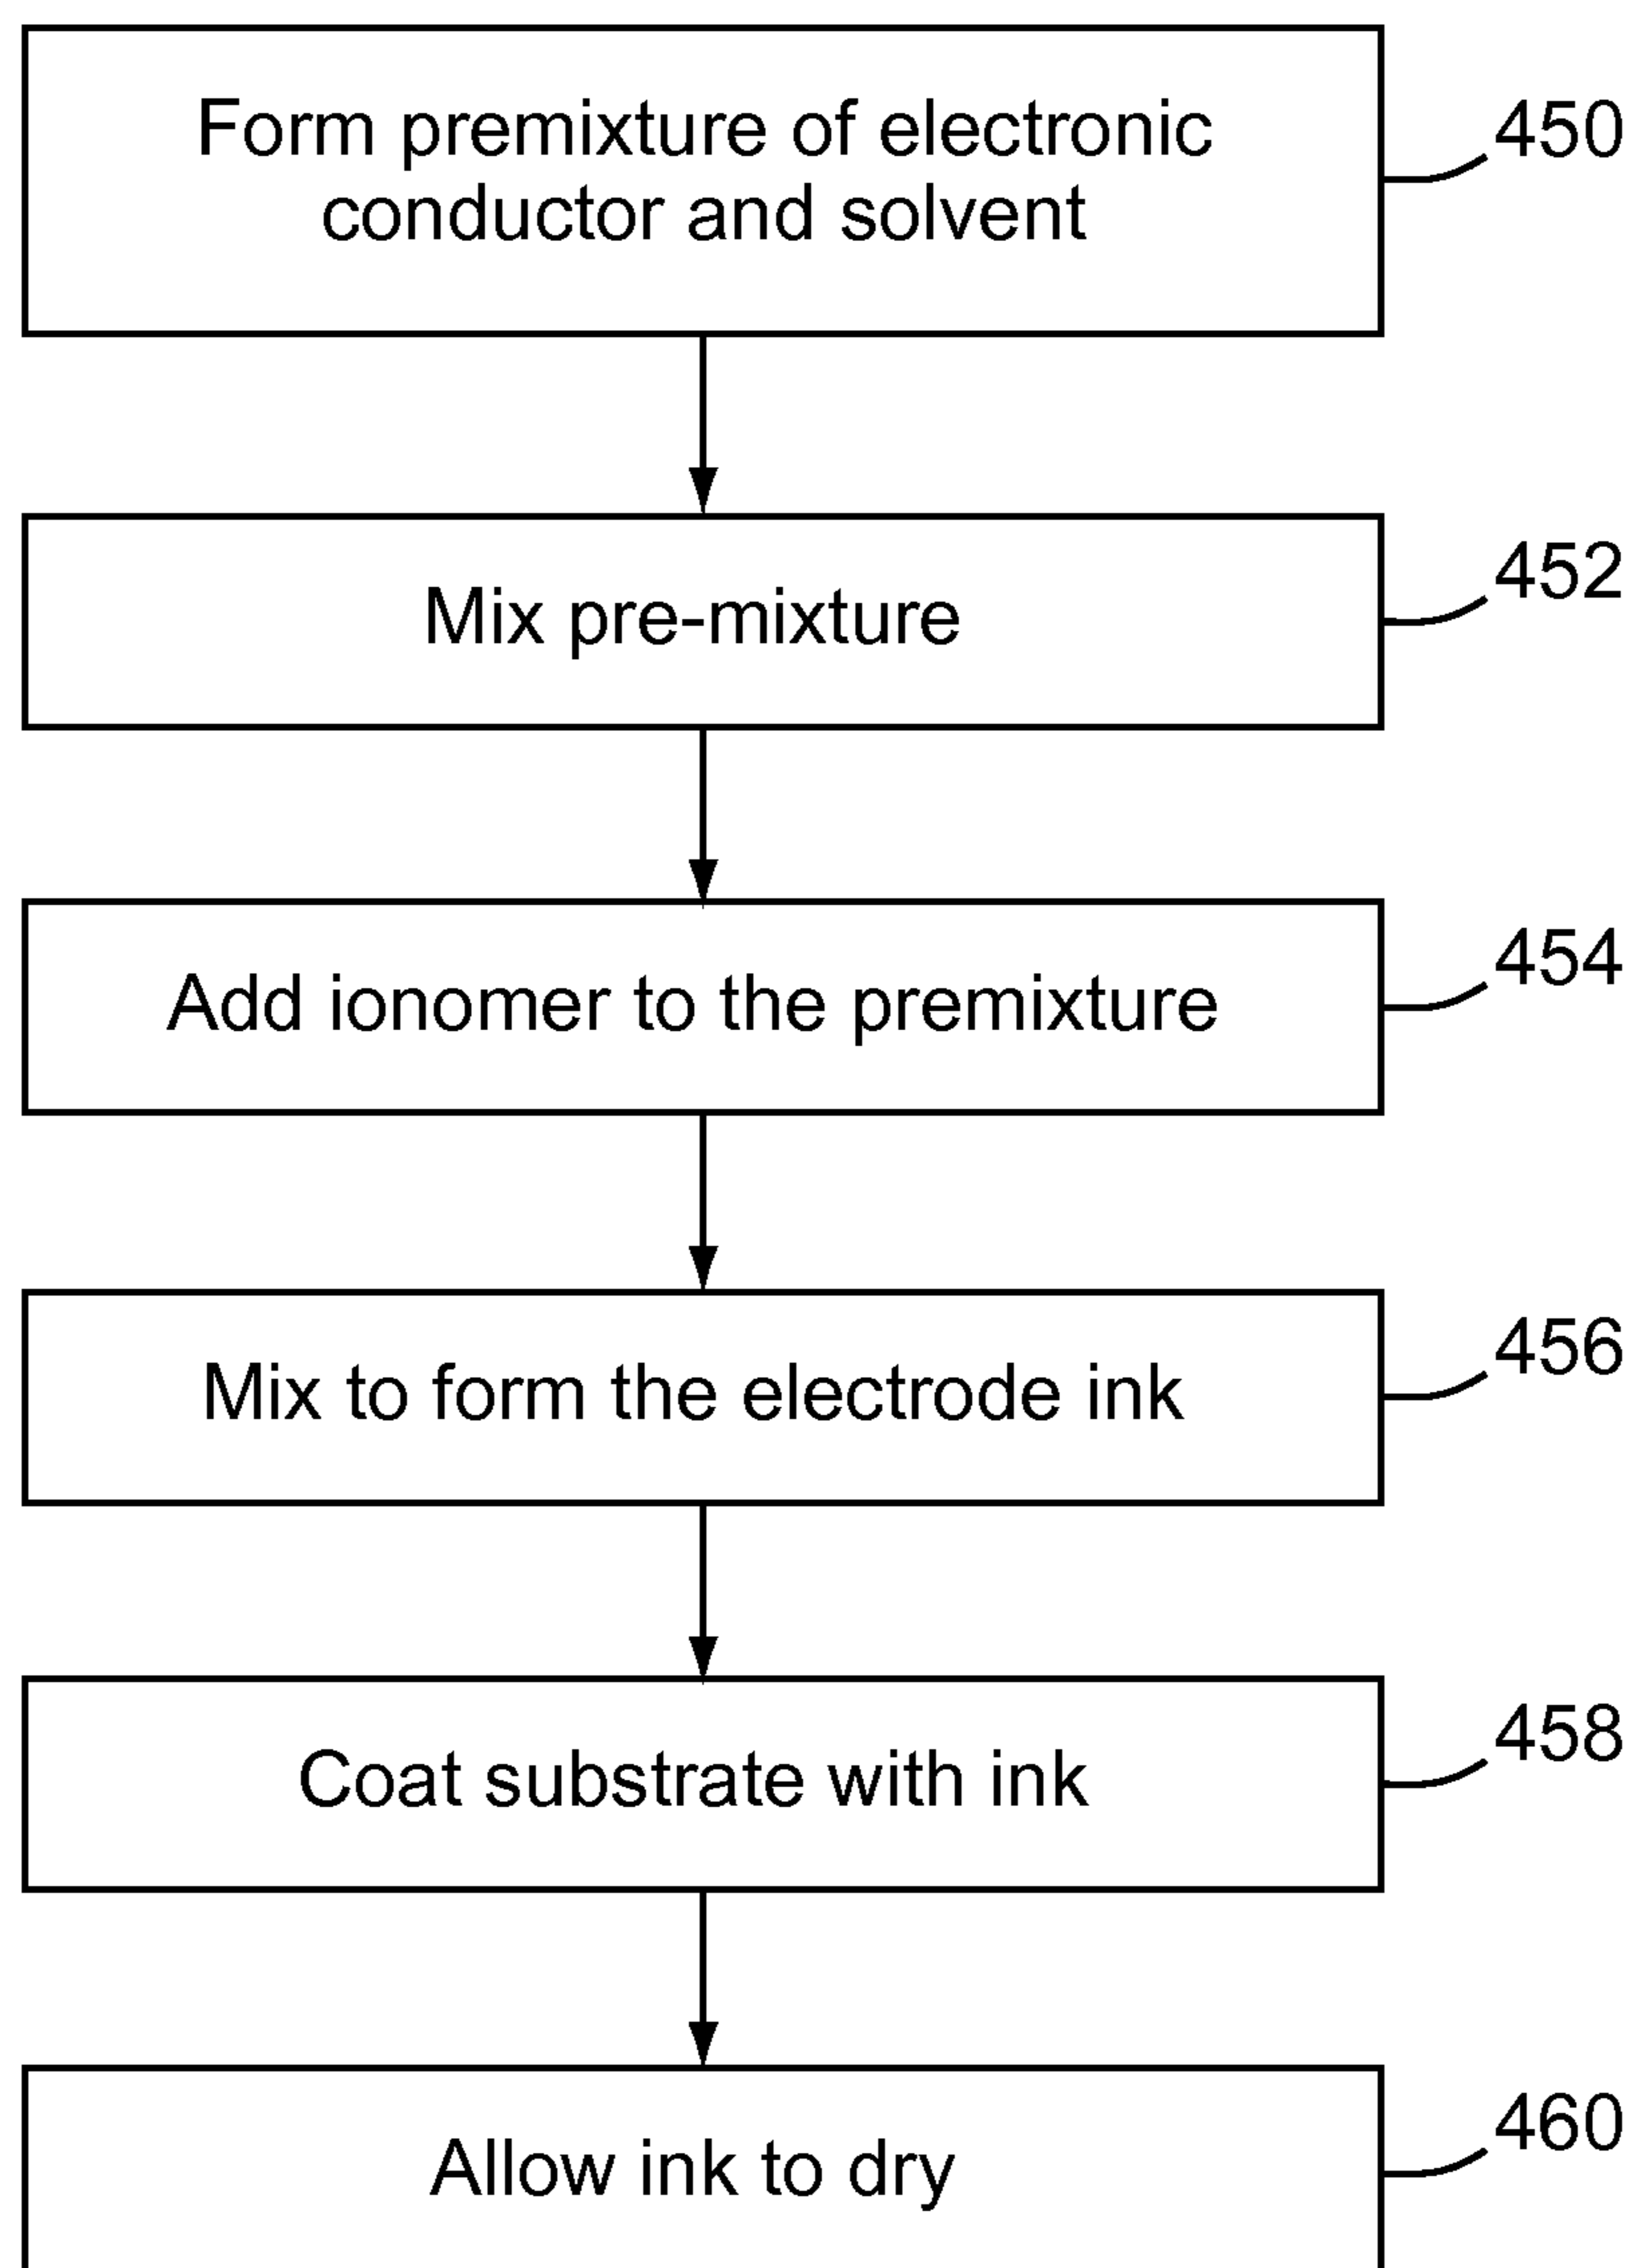 Form premixture of electronic
conductor and solvent
450
Mix pre-mixture
452
Add ionomer to the premixture
454
Mix to form the electrode ink
456
Coat substrate with ink
458
Allow ink to dry
460